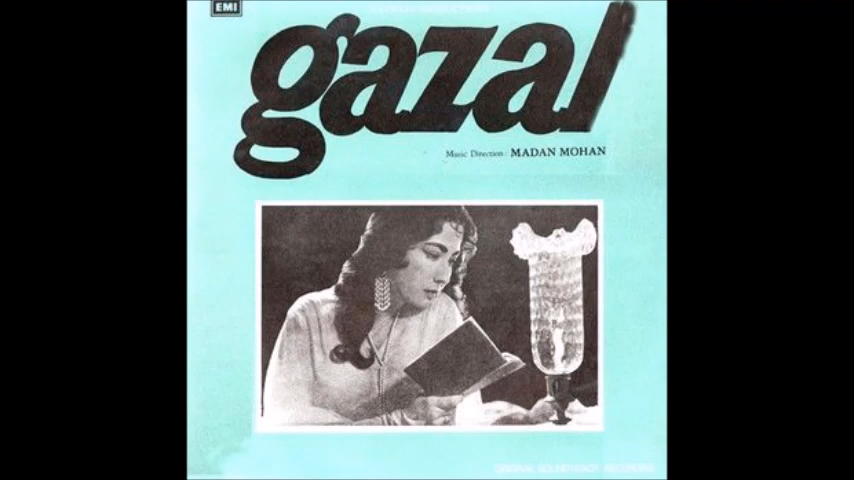 EMI
gazal
Music Direction: MADAN MOHAN
ORIGINAL SOUNDTRACK RECORDING